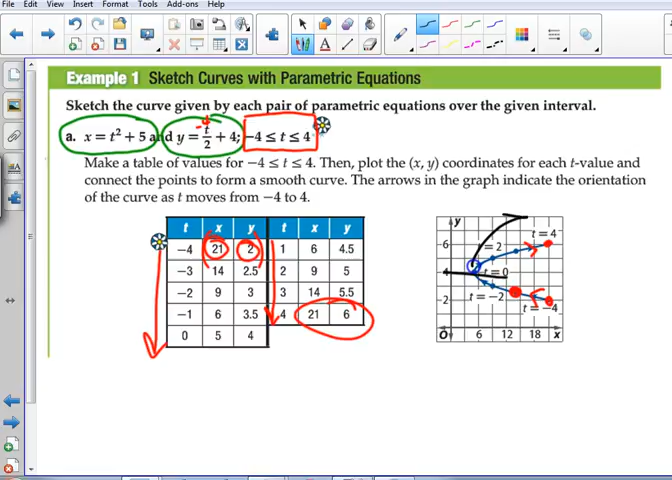 File Edit View Insert Format Tools Add-ons Help
Example 1 Sketch Curves with Parametric Equations
Sketch the curve given by each pair of parametric equations over the given interval.
a. x = t² + 5 and y = t/2 + 4; −4 ≤ t ≤ 4
-4
Make a table of values for −4 ≤ t ≤ 4. Then, plot the (x, y) coordinates for each t-value and
connect the points to form a smooth curve. The arrows in the graph indicate the orientation
of the curve as t moves from −4 to 4.
t x y t x y
−4 21 2 1 6 4.5
−3 14 2.5 2 9 5
−2 9 3 3 14 5.5
−1 6 3.5 4 21 6
0 5 4
y
t = 4
6
= 2
t = 0
2
t = −2
t = −4
O 6 12 18 x